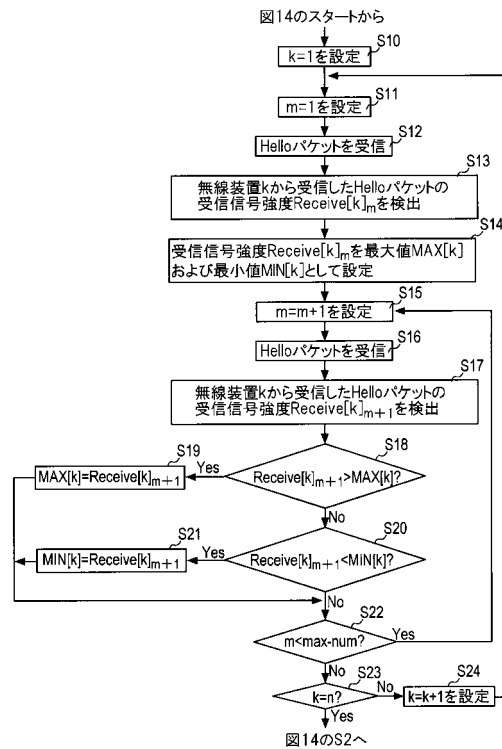 図14のスタートから
S10
k=1を設定
S11
m=1を設定
S12
Helloパケットを受信
S13
無線装置kから受信したHelloパケットの
受信信号強度Receive[k]mを検出
S14
受信信号強度Receive[k]mを最大値MAX[k]
および最小値MIN[k]として設定
S15
m=m+1を設定
S16
Helloパケットを受信
S17
無線装置kから受信したHelloパケットの
受信信号強度Receive[k]m+1を検出
S18
Receive[k]m+1>MAX[k]?
Yes
S19
MAX[k]=Receive[k]m+1
No
S20
Receive[k]m+1<MIN[k]?
Yes
S21
MIN[k]=Receive[k]m+1
No
S22
m<max-num?
Yes
No
S23
k=n?
No
S24
k=k+1を設定
Yes
図14のS2へ